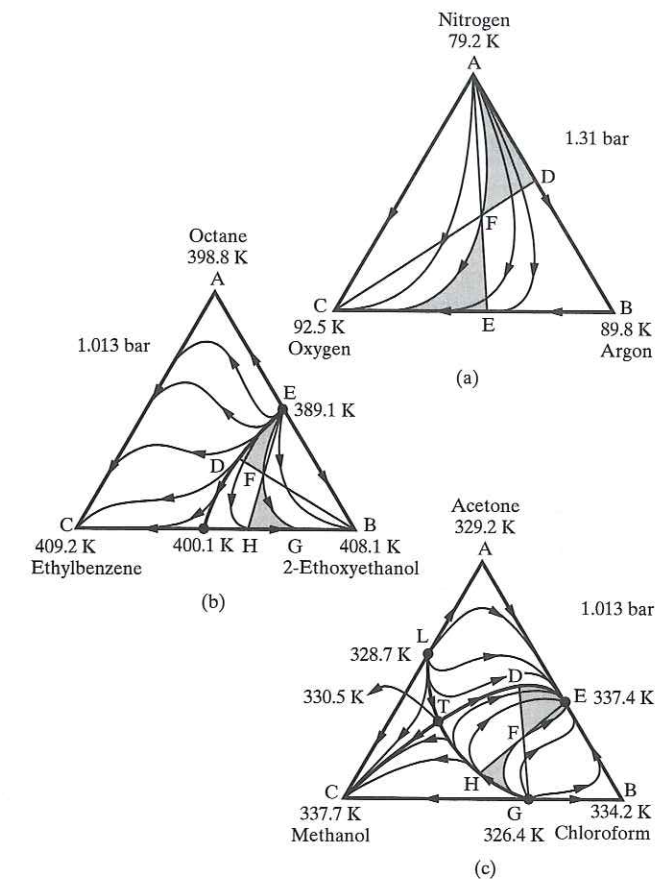 Nitrogen
79.2 K
A
1.31 bar
D
F
C
B
92.5 K
E
89.8 K
Oxygen
Argon
(a)
Octane
398.8 K
A
1.013 bar
E
389.1 K
D
F
C
B
409.2 K
400.1 K
H
G
408.1 K
Ethylbenzene
2-Ethoxyethanol
(b)
Acetone
329.2 K
A
1.013 bar
L
328.7 K
D
330.5 K
E
337.4 K
T
F
H
C
B
337.7 K
G
334.2 K
Methanol
326.4 K
Chloroform
(c)